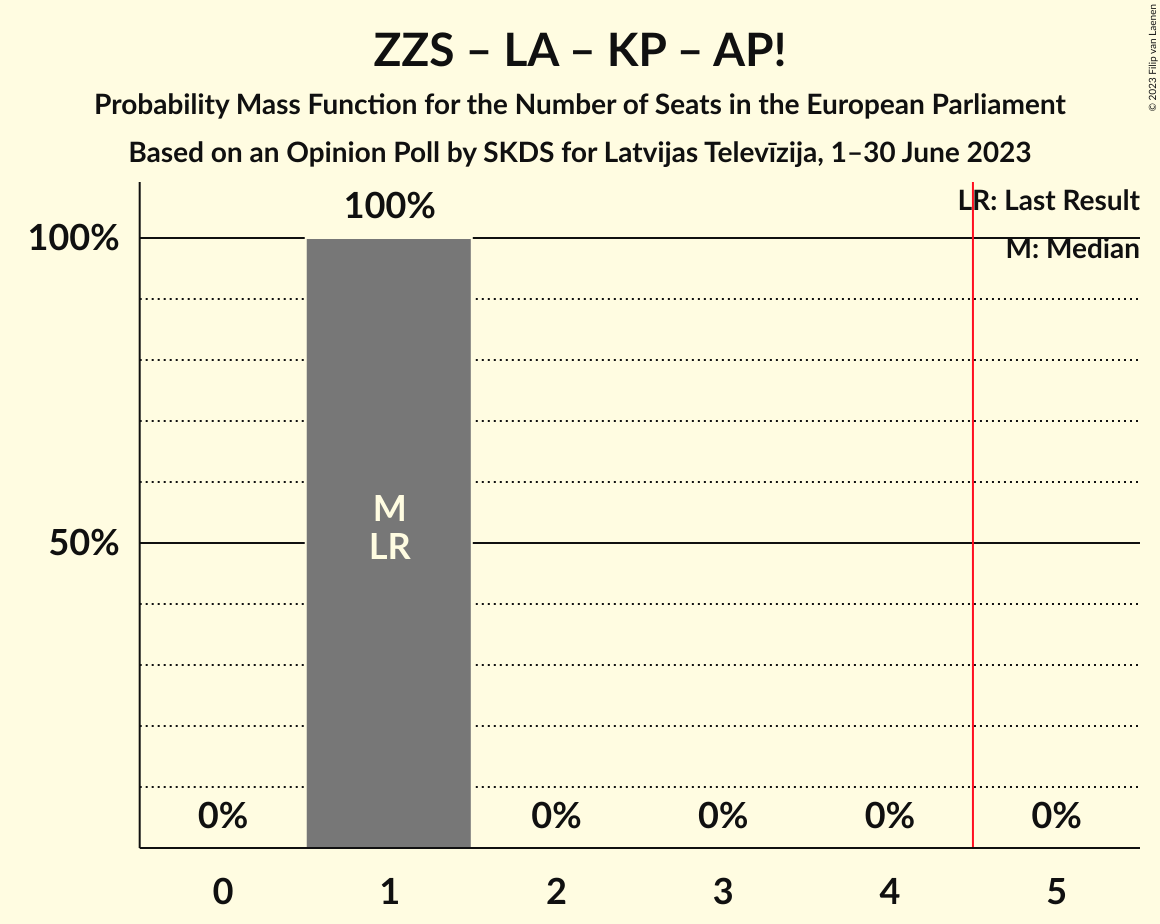 ZZS – LA – KP – AP!
Probability Mass Function for the Number of Seats in the European Parliament
Based on an Opinion Poll by SKDS for Latvijas Televīzija, 1–30 June 2023
© 2023 Filip van Laenen
LR: Last Result
M: Median
100%
100%
50%
M
LR
0%
0%
0%
0%
0%
0
1
2
3
4
5